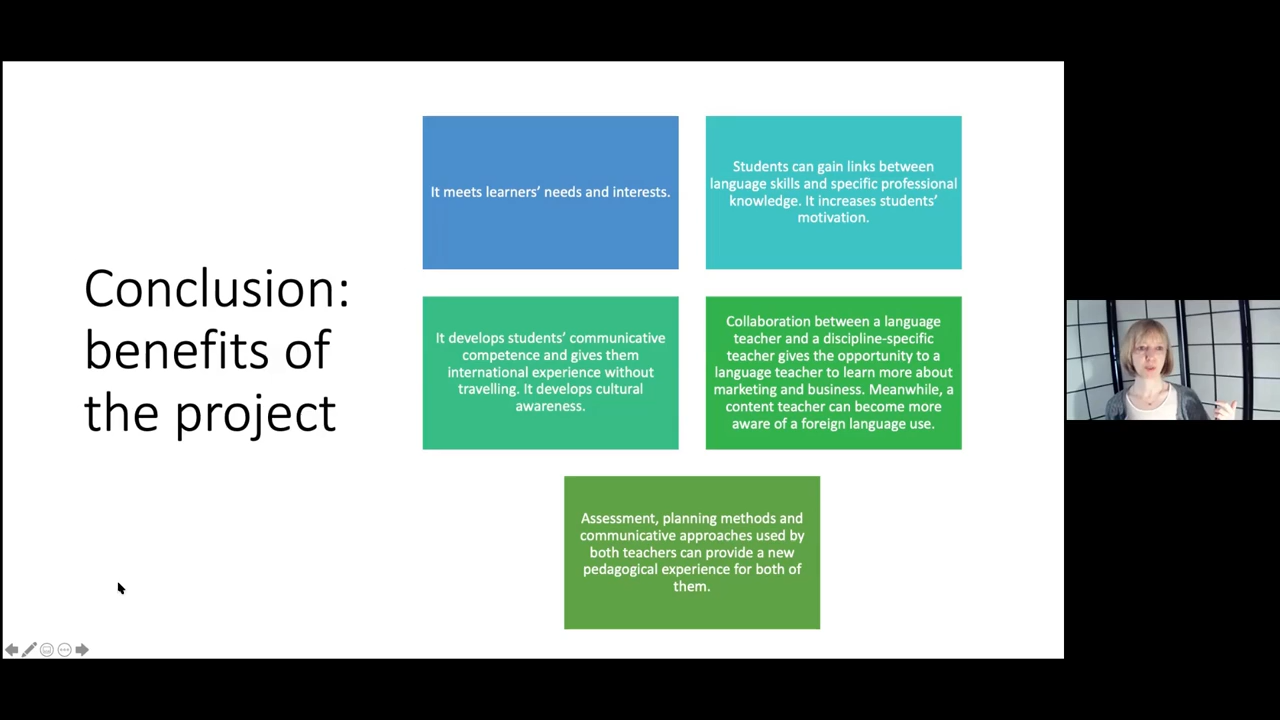 Conclusion:
benefits of
the project
It meets learners’ needs and interests.
Students can gain links between
language skills and specific professional
knowledge. It increases students’
motivation.
It develops students’ communicative
competence and gives them
international experience without
travelling. It develops cultural
awareness.
Collaboration between a language
teacher and a discipline-specific
teacher gives the opportunity to a
language teacher to learn more about
marketing and business. Meanwhile, a
content teacher can become more
aware of a foreign language use.
Assessment, planning methods and
communicative approaches used by
both teachers can provide a new
pedagogical experience for both of
them.